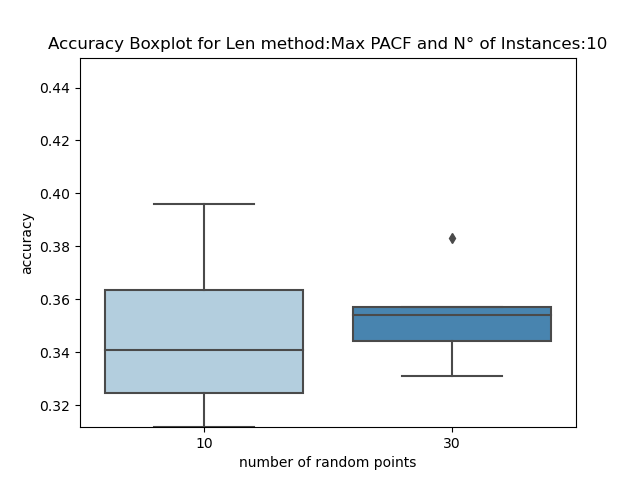 Accuracy Boxplot for Len method:Max PACF and N° of Instances:10
0.44
0.42
0.40
0.38
0.36
0.34
0.32
accuracy
10 30
number of random points